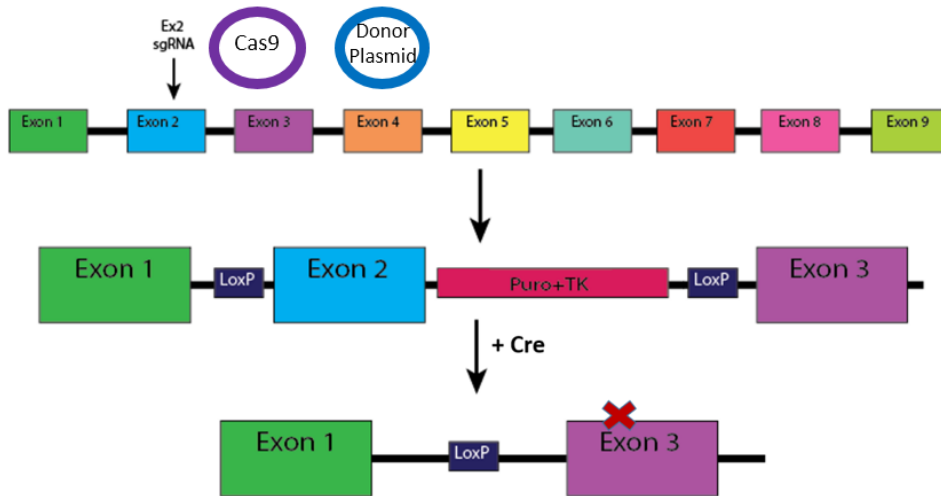 Ex2
sgRNA
Cas9
Donor
Plasmid
Exon 1
Exon 2
Exon 3
Exon 4
Exon 5
Exon 6
Exon 7
Exon 8
Exon 9
Exon 1
LoxP
Exon 2
Puro+TK
LoxP
Exon 3
+ Cre
Exon 1
LoxP
Exon 3